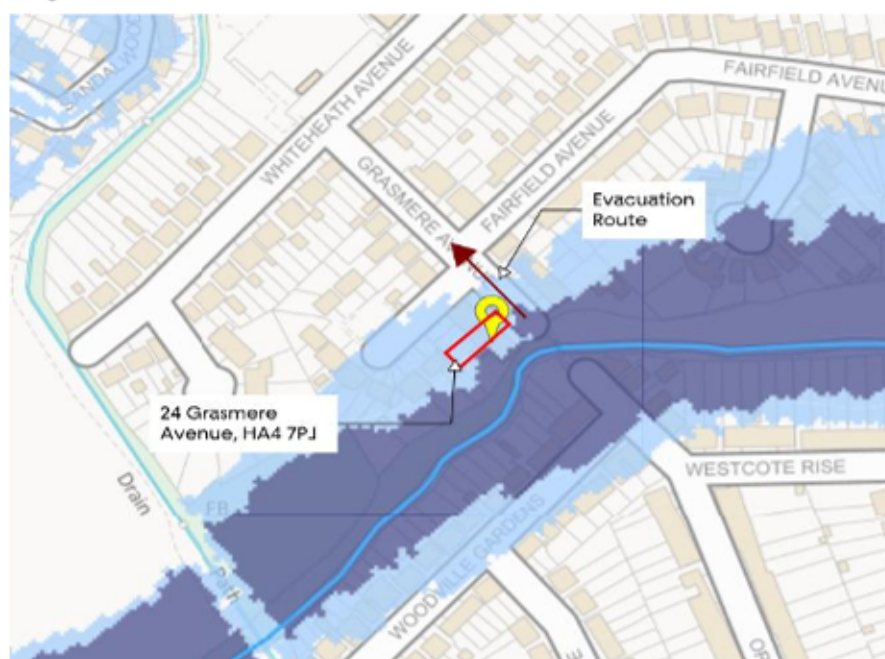 SANDALWOOD
WHITEHEATH AVENUE
FAIRFIELD AVENUE
GRASMERE AVENUE
FAIRFIELD AVENUE
Evacuation
Route
24 Grasmere
Avenue, HA4 7PJ
WESTCOTE RISE
Drain
FB
Path
WOODVILLE GARDENS